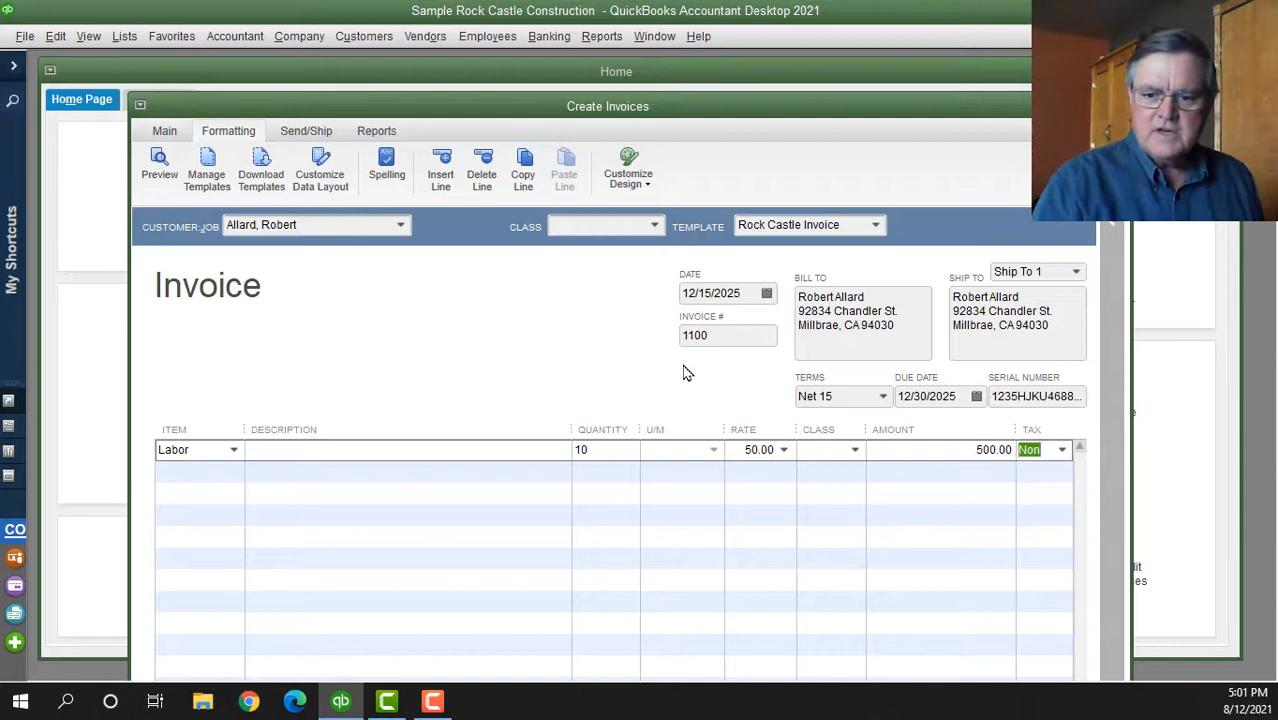 Sample Rock Castle Construction - QuickBooks Accountant Desktop 2021
File Edit View Lists Favorites Accountant Company Customers Vendors Employees Banking Reports Window Help
Home
Home Page
Create Invoices
Main Formatting Send/Ship Reports
Preview Manage Templates Download Templates Customize Data Layout Abc Spelling Insert Line Delete Line Copy Line Paste Line Customize Design
CUSTOMER:JOB Allard, Robert CLASS TEMPLATE Rock Castle Invoice
My Shortcuts
Invoice
DATE
12/15/2025
INVOICE #
1100
BILL TO
Robert Allard
92834 Chandler St.
Millbrae, CA 94030
SHIP TO Ship To 1
Robert Allard
92834 Chandler St.
Millbrae, CA 94030
TERMS DUE DATE SERIAL NUMBER
Net 15 12/30/2025 1235HJKU4688...
ITEM DESCRIPTION QUANTITY U/M RATE CLASS AMOUNT TAX
Labor 10 50.00 500.00 Non
CO
dit
es
qb
5:01 PM
8/12/2021